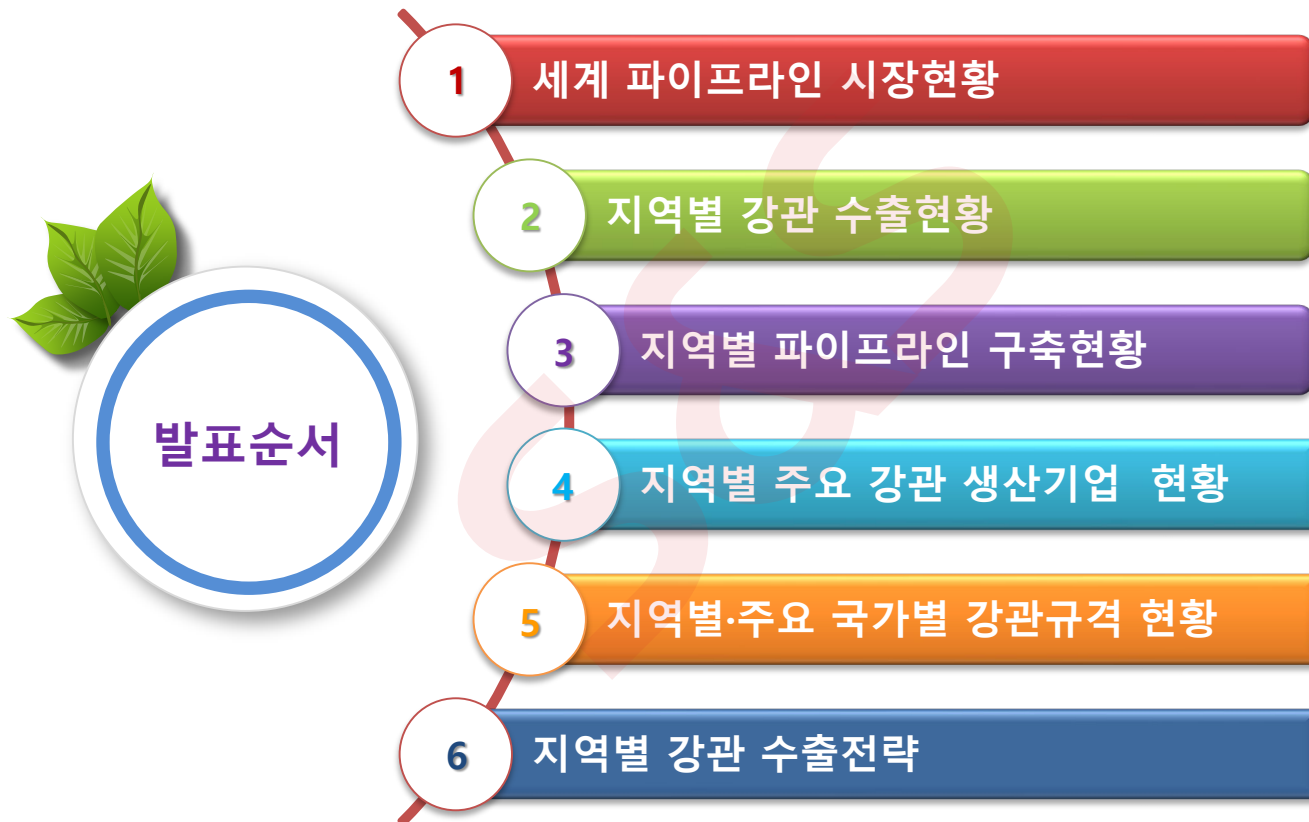 발표순서
1 세계 파이프라인 시장현황
2 지역별 강관 수출현황
3 지역별 파이프라인 구축현황
4 지역별 주요 강관 생산기업 현황
5 지역별·주요 국가별 강관규격 현황
6 지역별 강관 수출전략